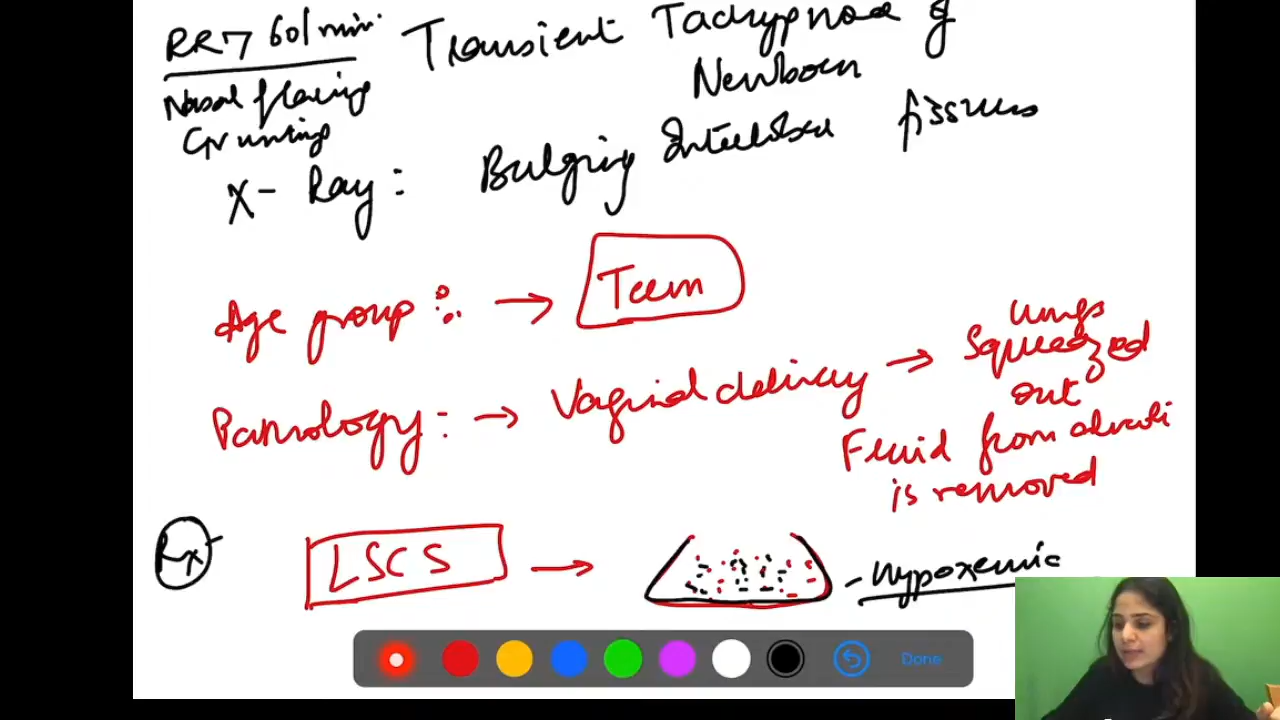 RR > 60/min.
Transient Tachypnoea of
Newborn
Nasal flaring
Grunting
X-Ray: Bulging Interlobar fissures
Age group: → Term
Pathology: → Vaginal delivery → lungs
Squeezed
out
Fluid from alveoli
is removed
Rx
LSCS → - Hypoxemic
Done